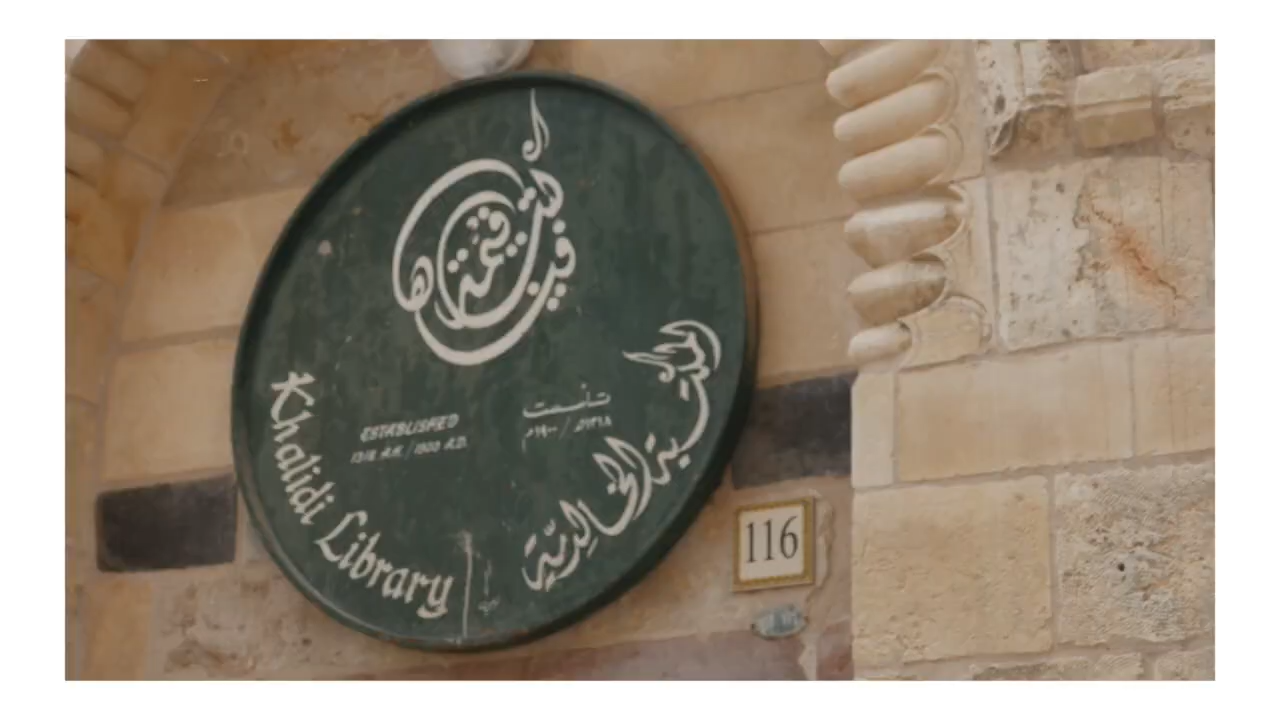 فيها كتب قيمة
تأسست
١٣١٨هـ / ١٩٠٠م
ESTABLISHED
1318 A.H. / 1900 A.D.
المكتبة الخالدية
Khalidi Library
116